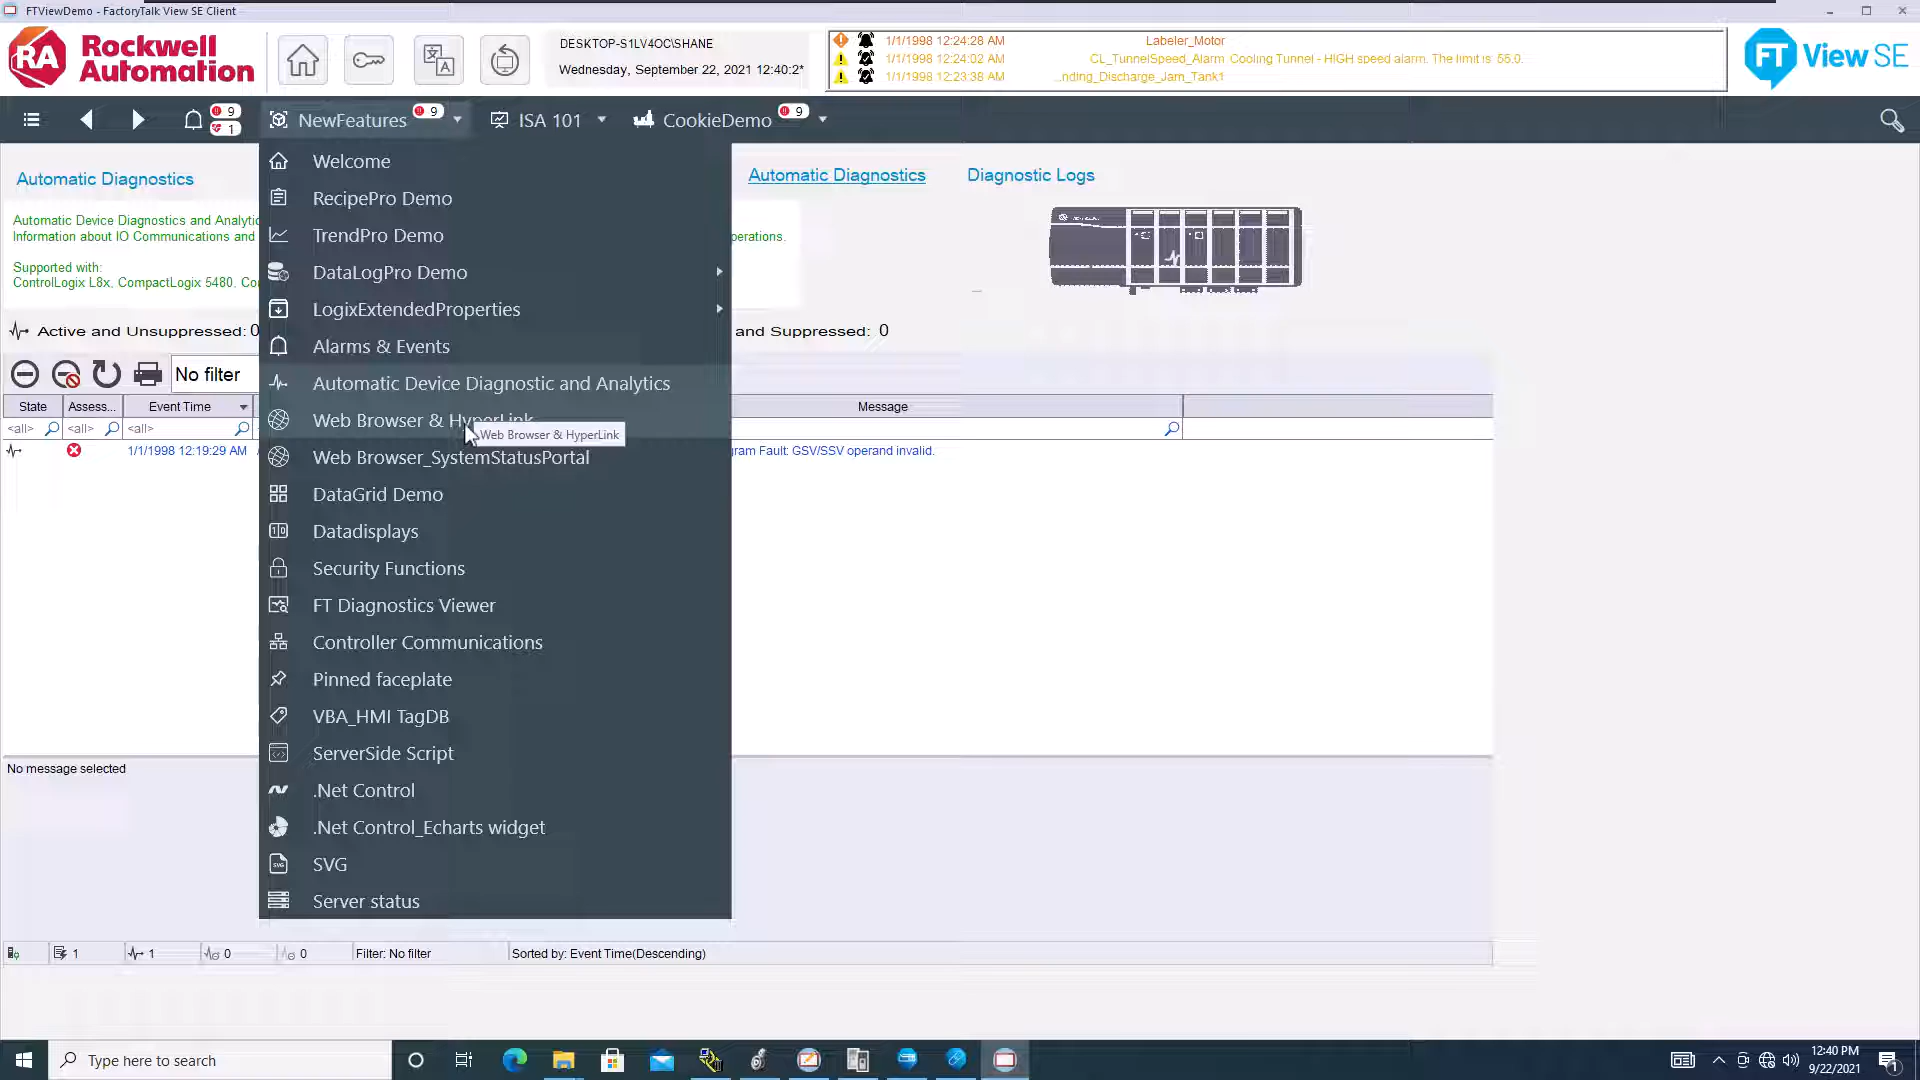 FTViewDemo - FactoryTalk View SE Client
RA
Rockwell
Automation
DESKTOP-S1LV4OC\SHANE
Wednesday, September 22, 2021 12:40:2*
1/1/1998 12:24:28 AM Labeler_Motor
1/1/1998 12:24:02 AM CL_TunnelSpeed_Alarm Cooling Tunnel - HIGH speed alarm. The limit is 55.0.
1/1/1998 12:23:38 AM ...nding_Discharge_Jam_Tank1
FT View SE
9
1
NewFeatures 9
ISA 101
CookieDemo 9
Automatic Diagnostics
Automatic Device Diagnostics and Analytic
Information about IO Communications and
perations.
Supported with:
ControlLogix L8x, CompactLogix 5480, Co
Active and Unsuppressed: 0
and Suppressed: 0
Automatic Diagnostics
Diagnostic Logs
No filter
State Assess... Event Time Message
<all> <all> <all>
1/1/1998 12:19:29 AM
gram Fault: GSV/SSV operand invalid.
Welcome
RecipePro Demo
TrendPro Demo
DataLogPro Demo
LogixExtendedProperties
Alarms & Events
Automatic Device Diagnostic and Analytics
Web Browser & HyperLink
Web Browser & HyperLink
Web Browser_SystemStatusPortal
DataGrid Demo
Datadisplays
Security Functions
FT Diagnostics Viewer
Controller Communications
Pinned faceplate
VBA_HMI TagDB
ServerSide Script
.Net Control
.Net Control_Echarts widget
SVG
Server status
No message selected
1 1 0 0 Filter: No filter Sorted by: Event Time(Descending)
Type here to search
12:40 PM
9/22/2021
1